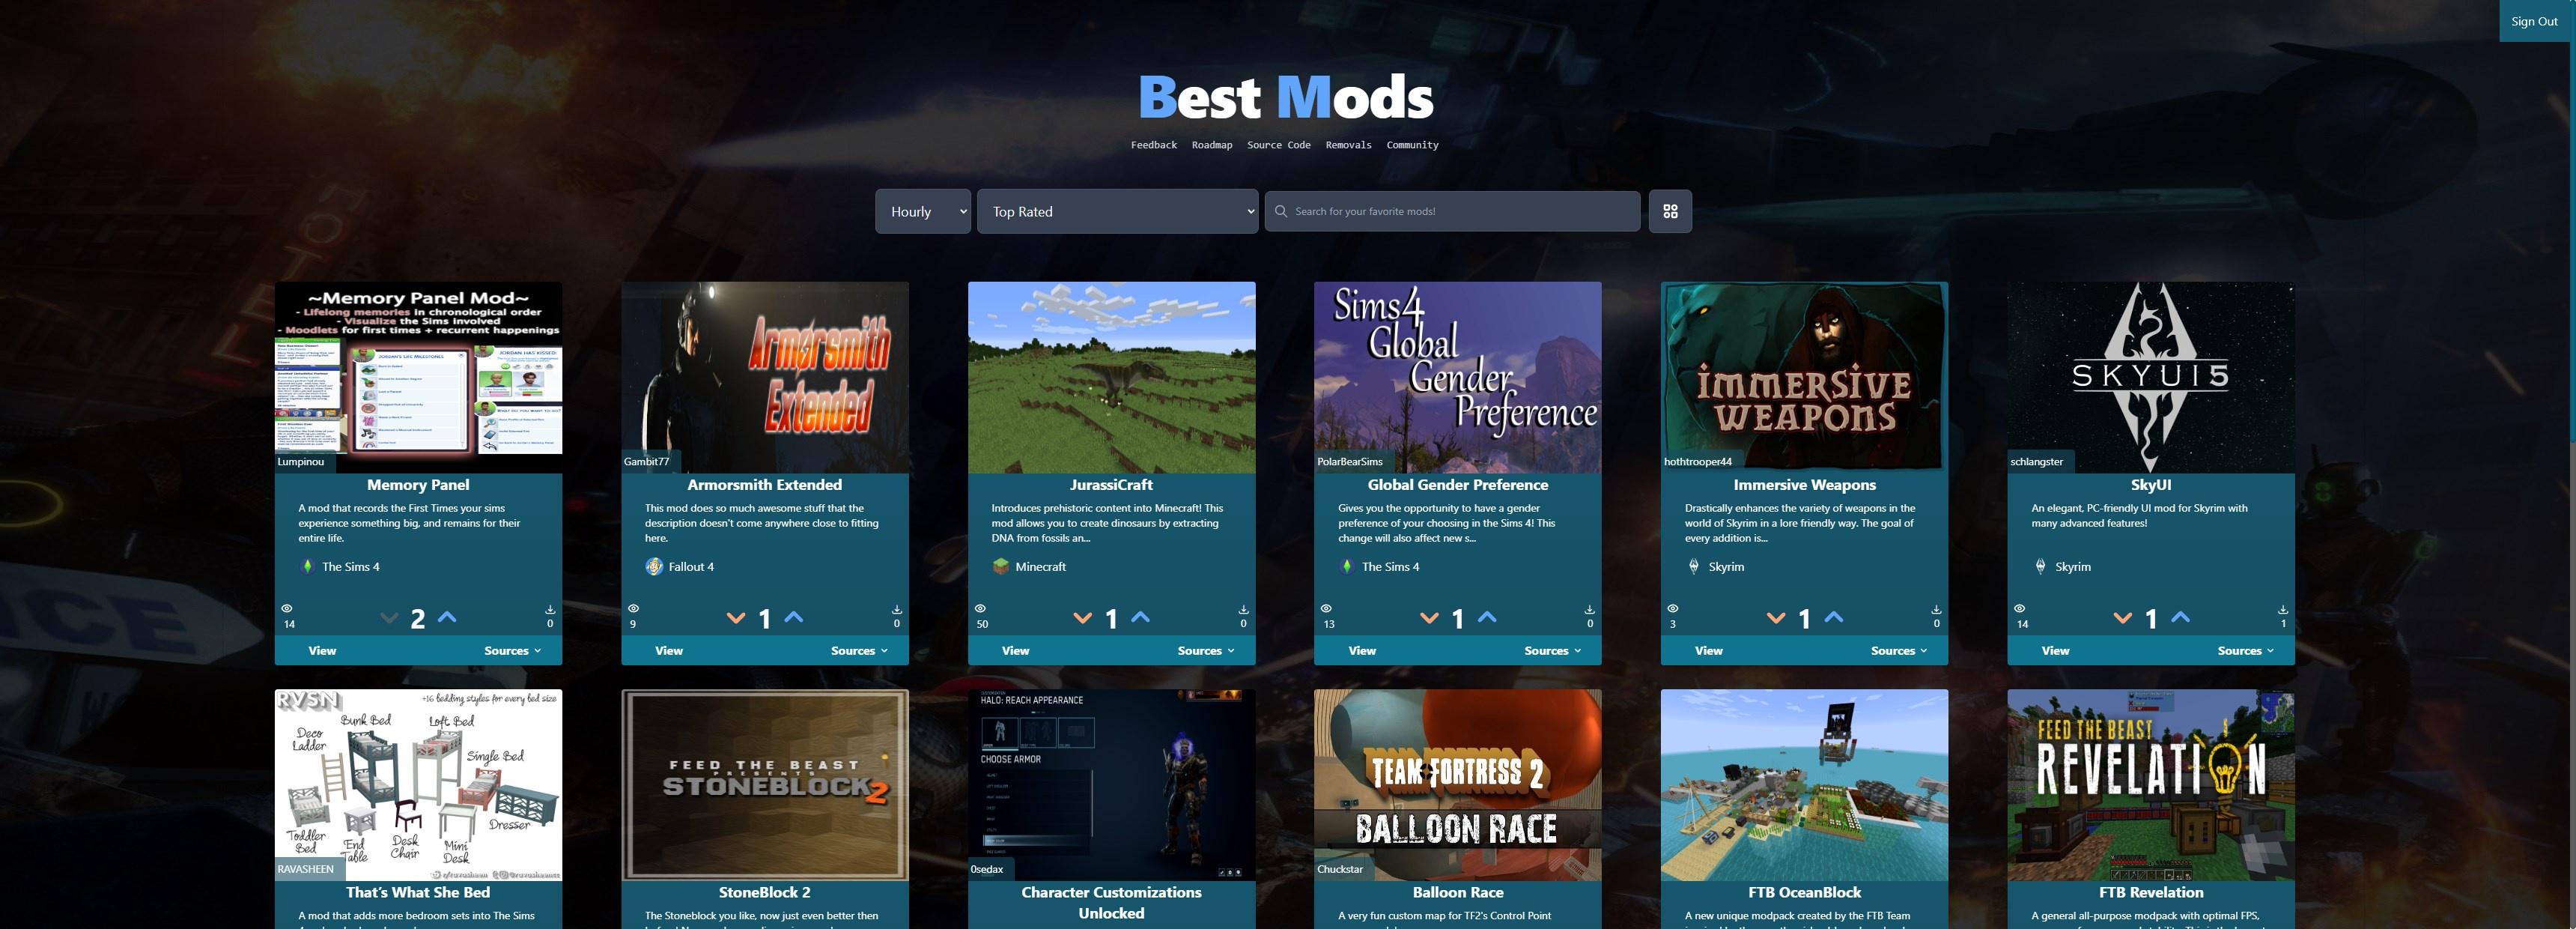 Sign Out
Best Mods
Feedback Roadmap Source Code Removals Community
Hourly
Top Rated
Search for your favorite mods!
~Memory Panel Mod~
- Lifelong memories in chronological order
- Visualize the Sims involved
- Moodlets for first times + recurrent happenings
JORDAN'S LIFE MILESTONES
JORDAN HAS KISSED:
Lumpinou
Memory Panel
A mod that records the First Times your sims
experience something big, and remains for their
entire life.
The Sims 4
14
2
0
View
Sources
Armorsmith
Extended
Gambit77
Armorsmith Extended
This mod does so much awesome stuff that the
description doesn't come anywhere close to fitting
here.
Fallout 4
9
1
0
View
Sources
JurassiCraft
Introduces prehistoric content into Minecraft! This
mod allows you to create dinosaurs by extracting
DNA from fossils an...
Minecraft
50
1
0
View
Sources
Sims4
Global
Gender
Preference
PolarBearSims
Global Gender Preference
Gives you the opportunity to have a gender
preference of your choosing in the Sims 4! This
change will also affect new s...
The Sims 4
13
1
0
View
Sources
IMMERSIVE
WEAPONS
hothtrooper44
Immersive Weapons
Drastically enhances the variety of weapons in the
world of Skyrim in a lore friendly way. The goal of
every addition is...
Skyrim
3
1
0
View
Sources
SKYUI5
schlangster
SkyUI
An elegant, PC-friendly UI mod for Skyrim with
many advanced features!
Skyrim
14
1
1
View
Sources
RVSN
+16 bedding styles for every bed size
Bunk Bed
Loft Bed
Deco
Ladder
Single Bed
Toddler
Bed
End
Table
Desk
Chair
Mini
Desk
Dresser
RAVASHEEN
That's What She Bed
A mod that adds more bedroom sets into The Sims
FEED THE BEAST
PRESENTS
STONEBLOCK 2
StoneBlock 2
The Stoneblock you like, now just even better then
HALO: REACH APPEARANCE
CHOOSE ARMOR
0sedax
Character Customizations
Unlocked
TEAM FORTRESS 2
BALLOON RACE
Chuckstar
Balloon Race
A very fun custom map for TF2's Control Point
FTB OceanBlock
A new unique modpack created by the FTB Team
FEED THE BEAST
REVELATION
FTB Revelation
A general all-purpose modpack with optimal FPS,